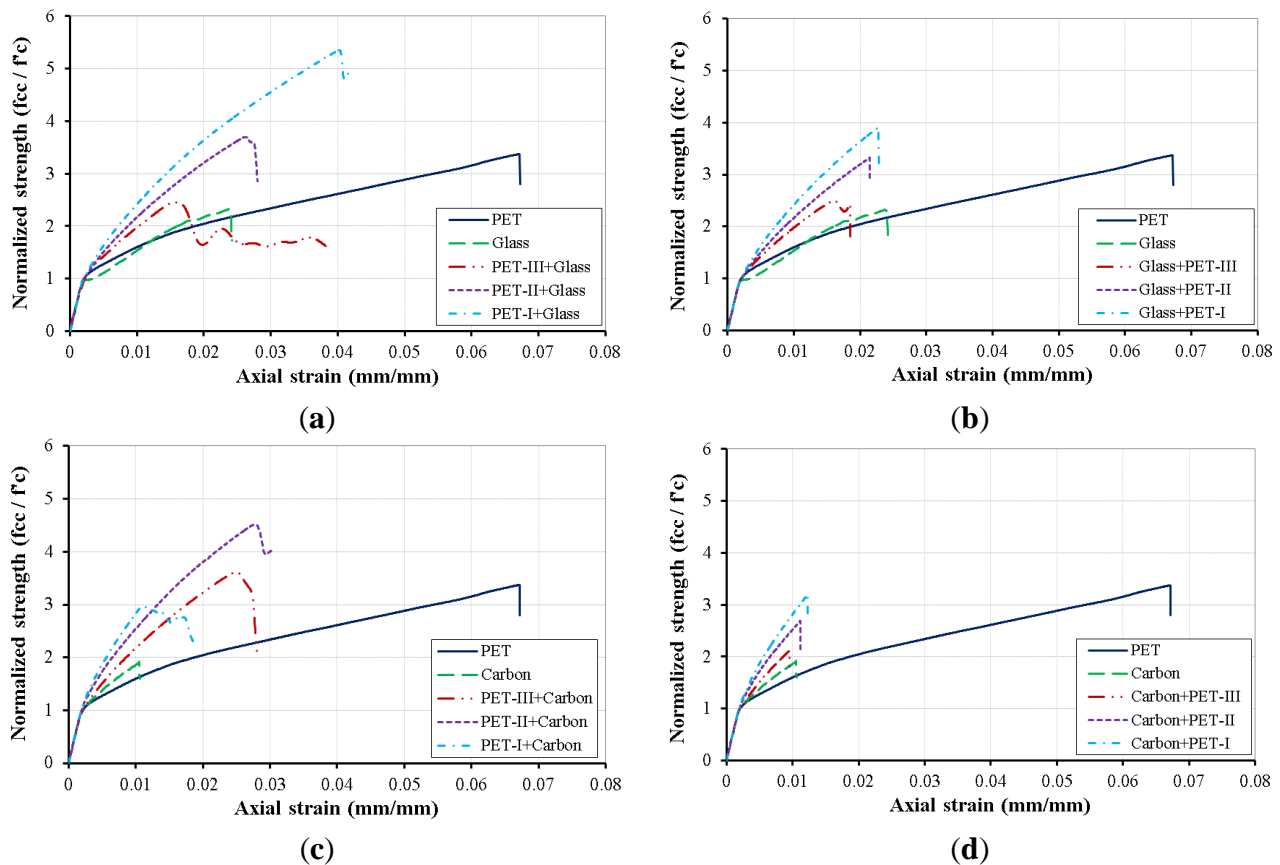 Normalized strength (fcc / f'c)
6
5
4
3
2
1
0
PET
Glass
PET-III+Glass
PET-II+Glass
PET-I+Glass
0 0.01 0.02 0.03 0.04 0.05 0.06 0.07 0.08
Axial strain (mm/mm)
(a)
Normalized strength (fcc / f'c)
6
5
4
3
2
1
0
PET
Glass
Glass+PET-III
Glass+PET-II
Glass+PET-I
0 0.01 0.02 0.03 0.04 0.05 0.06 0.07 0.08
Axial strain (mm/mm)
(b)
Normalized strength (fcc / f'c)
6
5
4
3
2
1
0
PET
Carbon
PET-III+Carbon
PET-II+Carbon
PET-I+Carbon
0 0.01 0.02 0.03 0.04 0.05 0.06 0.07 0.08
Axial strain (mm/mm)
(c)
Normalized strength (fcc / f'c)
6
5
4
3
2
1
0
PET
Carbon
Carbon+PET-III
Carbon+PET-II
Carbon+PET-I
0 0.01 0.02 0.03 0.04 0.05 0.06 0.07 0.08
Axial strain (mm/mm)
(d)